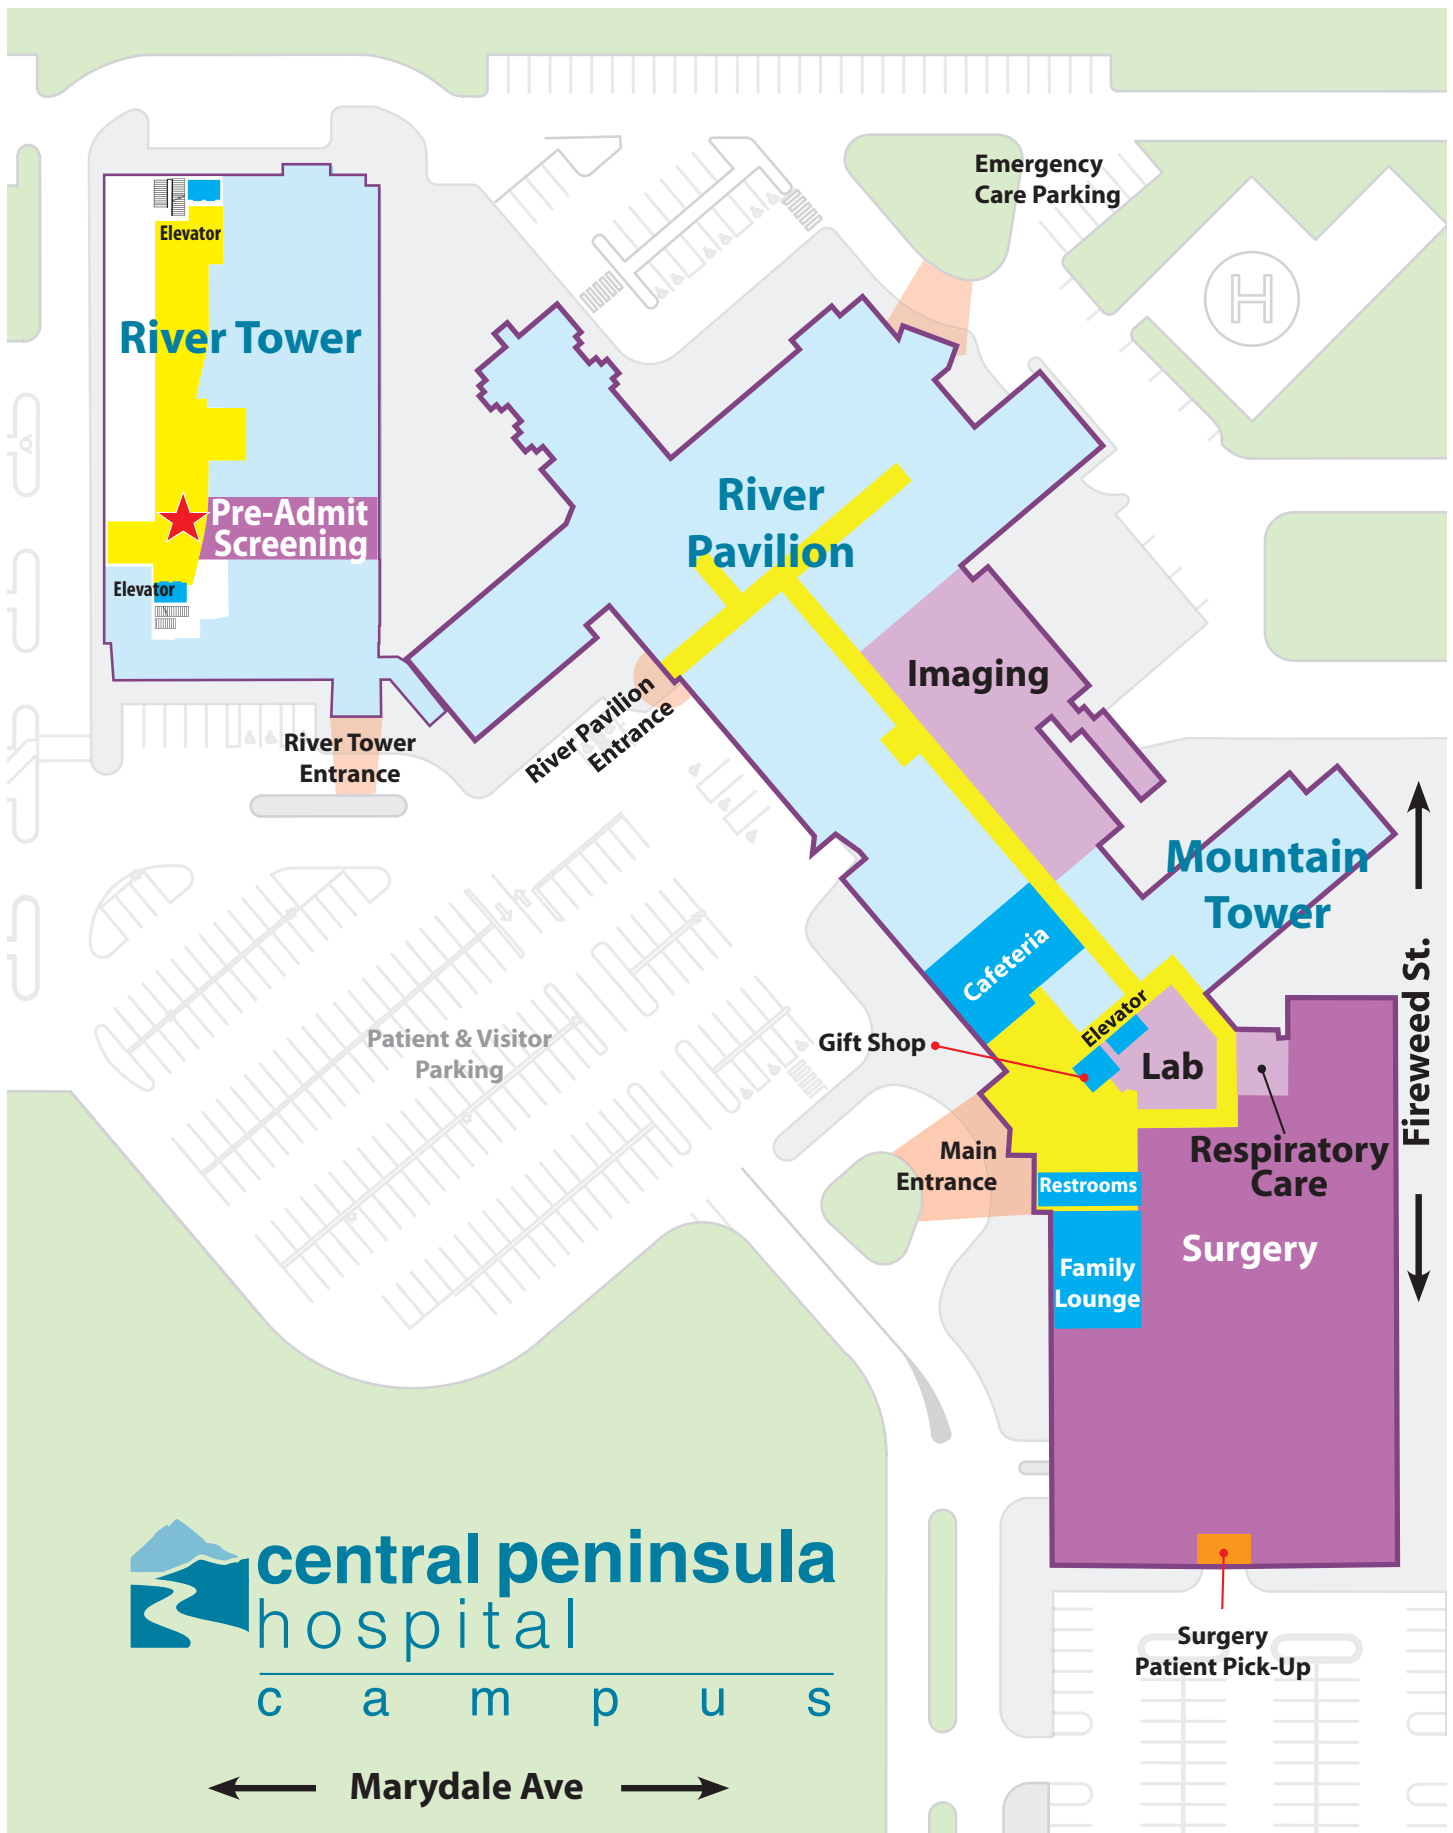 Emergency
Care Parking
H
Elevator
River Tower
Pre-Admit
Screening
Elevator
River
Pavilion
Imaging
River Pavilion
Entrance
River Tower
Entrance
Mountain
Tower
Cafeteria
Fireweed St.
Elevator
Gift Shop
Lab
Patient & Visitor
Parking
Main
Entrance
Respiratory
Care
Restrooms
Surgery
Family
Lounge
central peninsula
hospital
campus
Surgery
Patient Pick-Up
Marydale Ave